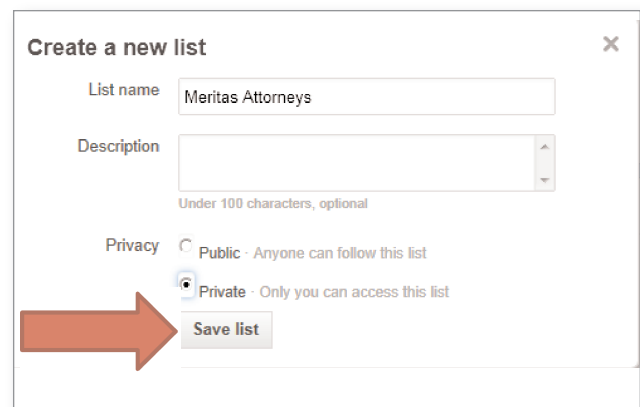 Create a new list
List name
Meritas Attorneys
Description
Under 100 characters, optional
Privacy
Public · Anyone can follow this list
Private · Only you can access this list
Save list